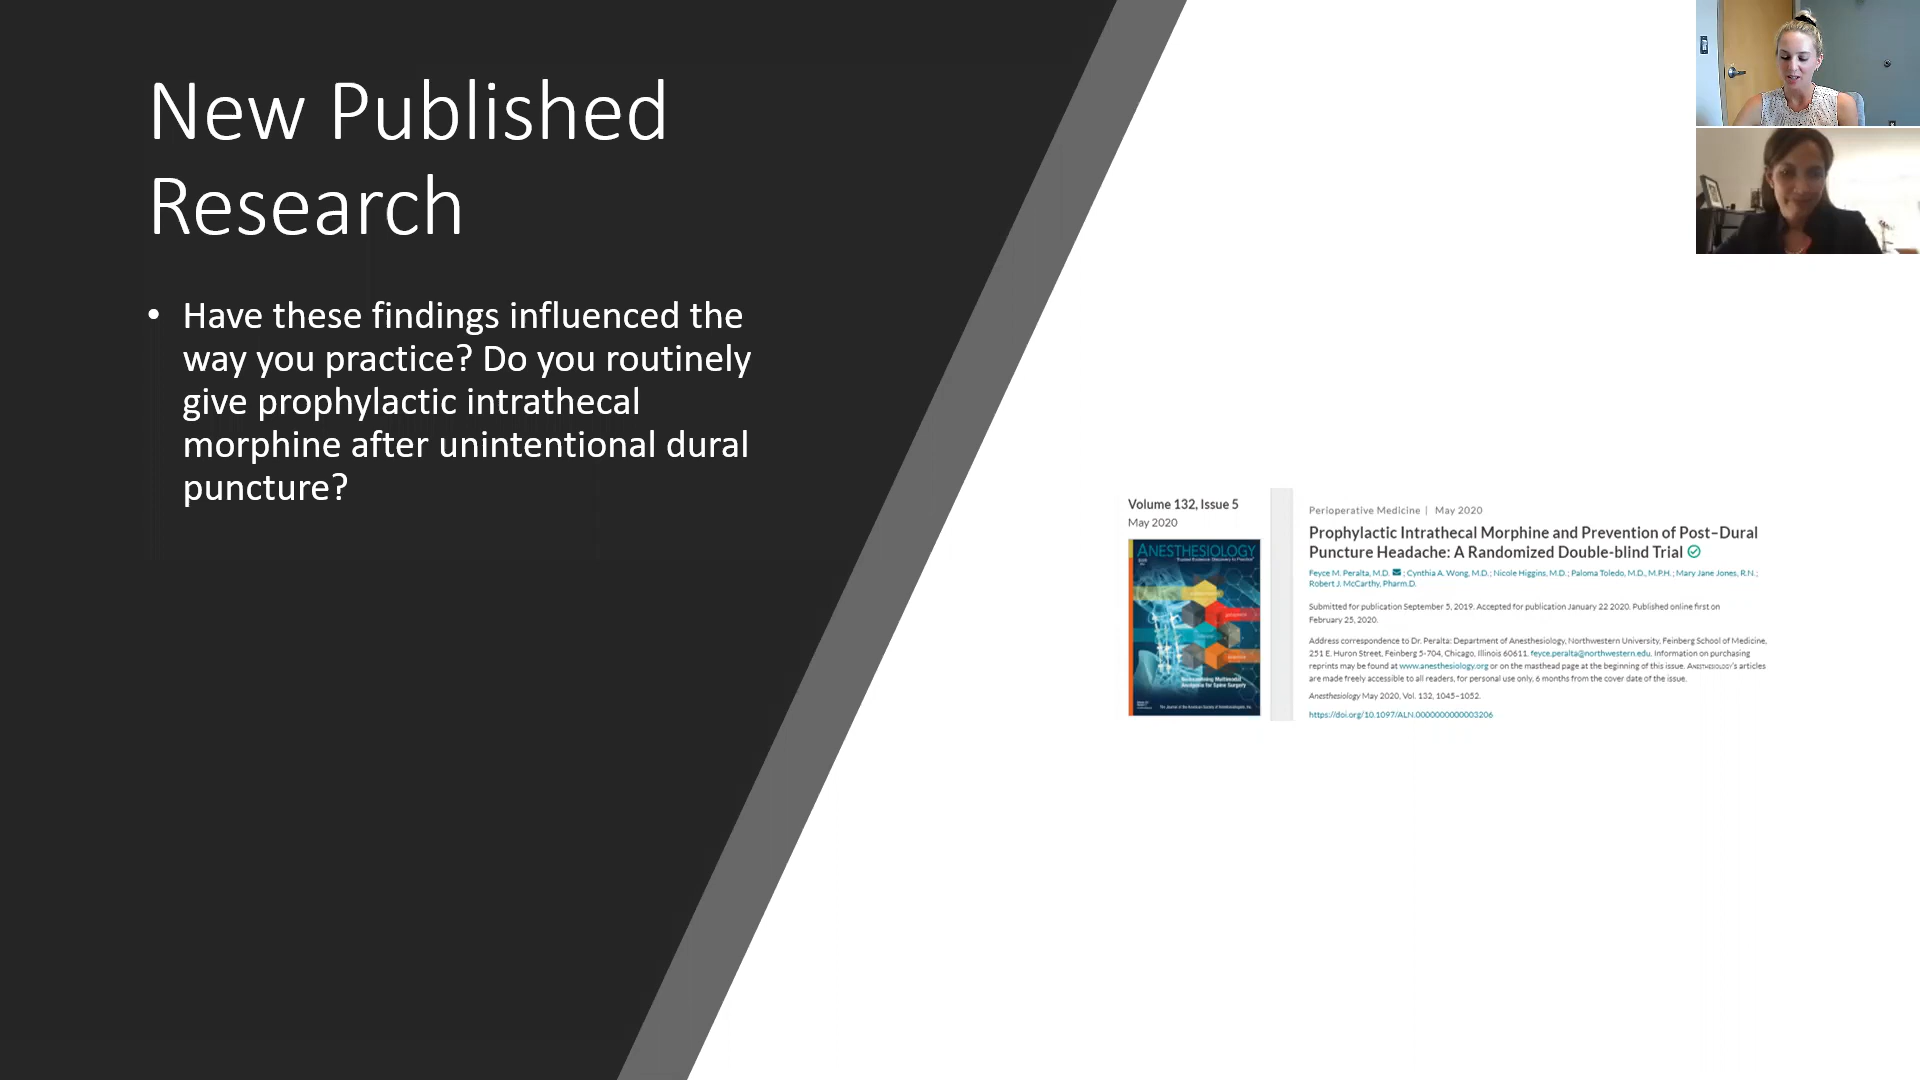 New Published
Research
• Have these findings influenced the
way you practice? Do you routinely
give prophylactic intrathecal
morphine after unintentional dural
puncture?
Volume 132, Issue 5
May 2020
ANESTHESIOLOGY
Perioperative Medicine | May 2020
Prophylactic Intrathecal Morphine and Prevention of Post–Dural
Puncture Headache: A Randomized Double-blind Trial
Feyce M. Peralta, M.D. ; Cynthia A. Wong, M.D.; Nicole Higgins, M.D.; Paloma Toledo, M.D., M.P.H.; Mary Jane Jones, R.N.;
Robert J. McCarthy, Pharm.D.
Submitted for publication September 5, 2019. Accepted for publication January 22 2020. Published online first on
February 25, 2020.
Address correspondence to Dr. Peralta: Department of Anesthesiology, Northwestern University, Feinberg School of Medicine,
251 E. Huron Street, Feinberg 5-704, Chicago, Illinois 60611. feyce.peralta@northwestern.edu. Information on purchasing
reprints may be found at www.anesthesiology.org or on the masthead page at the beginning of this issue. ANESTHESIOLOGY's articles
are made freely accessible to all readers, for personal use only, 6 months from the cover date of the issue.
Anesthesiology May 2020, Vol. 132, 1045–1052.
https://doi.org/10.1097/ALN.0000000000003206
Multimodal
Analgesia for Spine Surgery